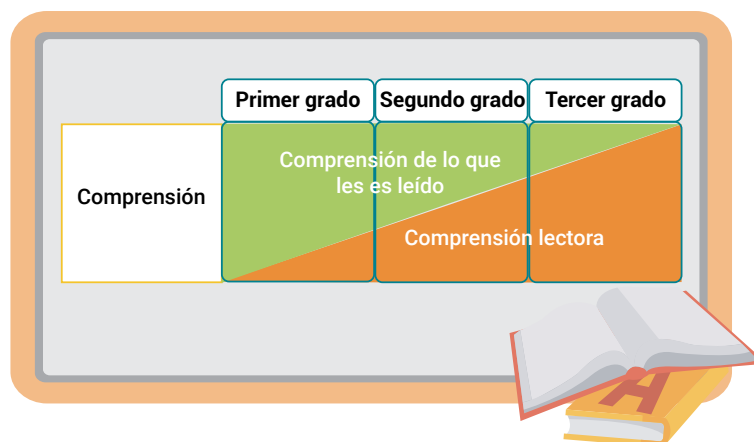 Primer grado Segundo grado Tercer grado
Comprensión
Comprensión de lo que
les es leído
Comprensión lectora
A